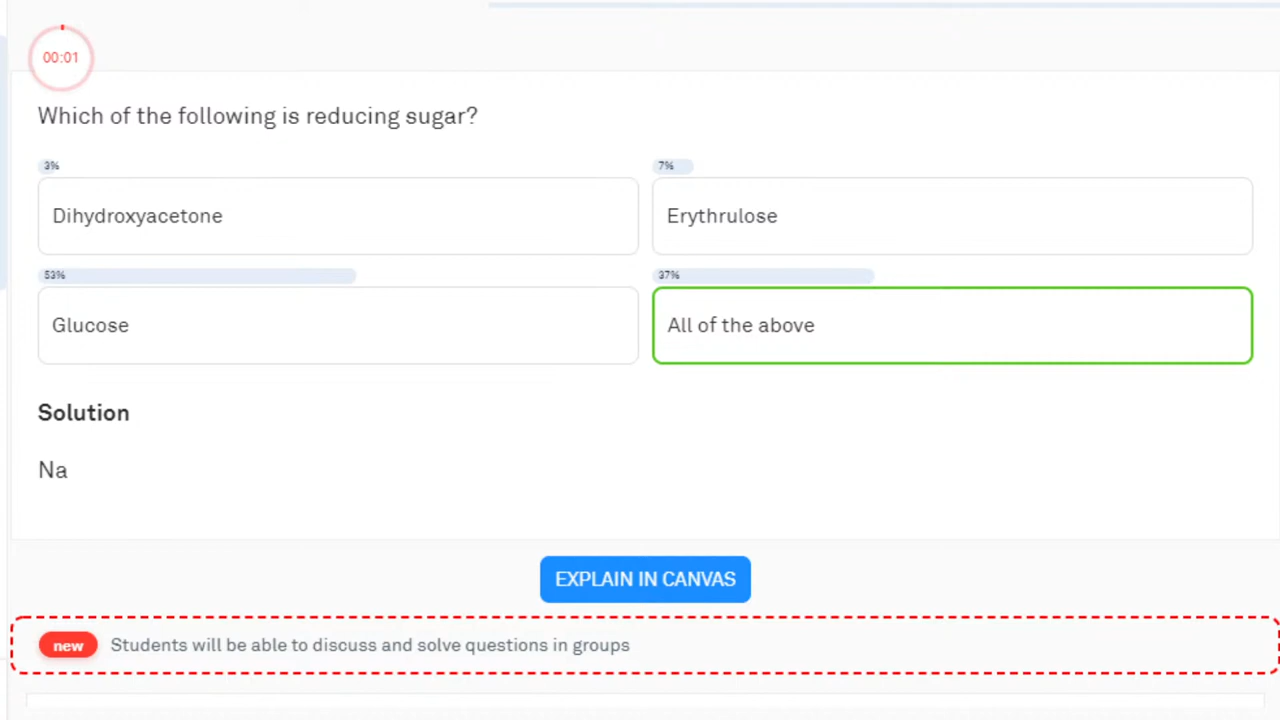 00:01
Which of the following is reducing sugar?
3%
7%
Dihydroxyacetone
Erythrulose
53%
37%
Glucose
All of the above
Solution
Na
EXPLAIN IN CANVAS
new Students will be able to discuss and solve questions in groups